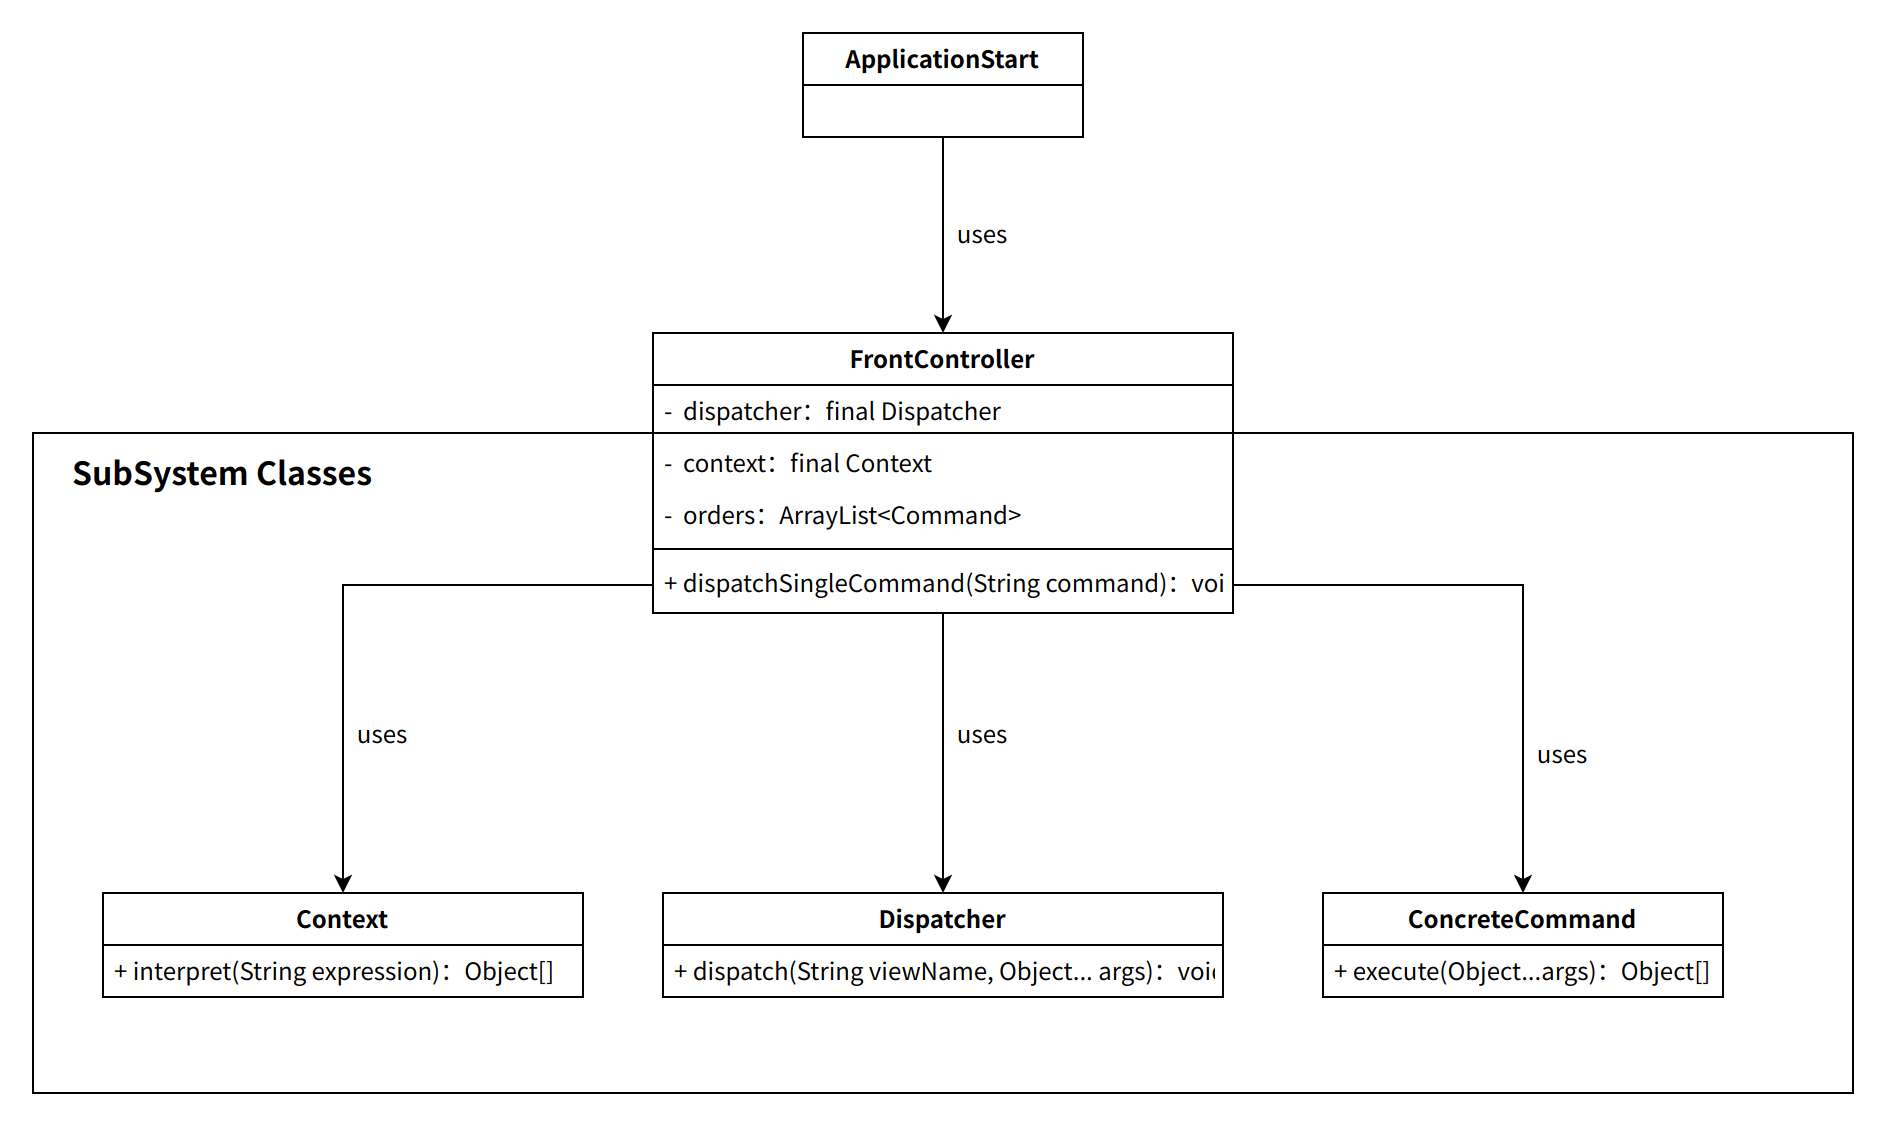 ApplicationStart
uses
FrontController
- dispatcher：final Dispatcher
SubSystem Classes
- context：final Context
- orders：ArrayList<Command>
+ dispatchSingleCommand(String command)：voi
uses
uses
uses
Context
+ interpret(String expression)：Object[]
Dispatcher
+ dispatch(String viewName, Object... args)：voi
ConcreteCommand
+ execute(Object...args)：Object[]